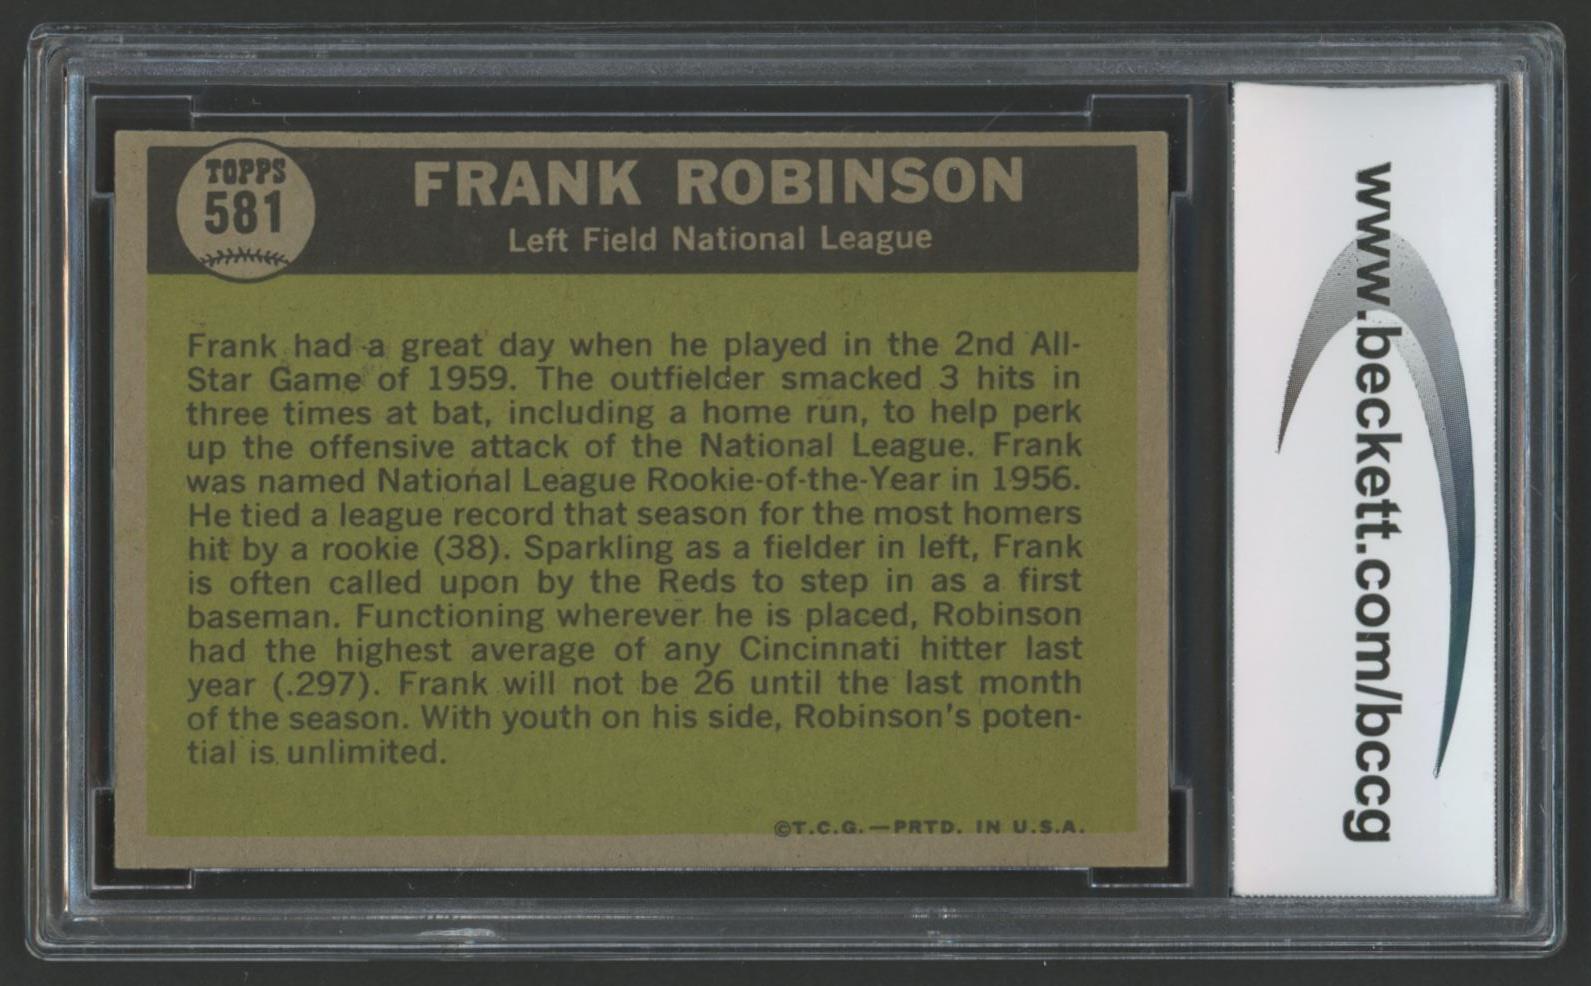 TOPPS
581
FRANK ROBINSON
Left Field National League
Frank had a great day when he played in the 2nd All-
Star Game of 1959. The outfielder smacked 3 hits in
three times at bat, including a home run, to help perk
up the offensive attack of the National League. Frank
was named National League Rookie-of-the-Year in 1956.
He tied a league record that season for the most homers
hit by a rookie (38). Sparkling as a fielder in left, Frank
is often called upon by the Reds to step in as a first
baseman. Functioning wherever he is placed, Robinson
had the highest average of any Cincinnati hitter last
year (.297). Frank will not be 26 until the last month
of the season. With youth on his side, Robinson's poten-
tial is unlimited.
©T.C.G.—PRTD. IN U.S.A.
www.beckett.com/bccg